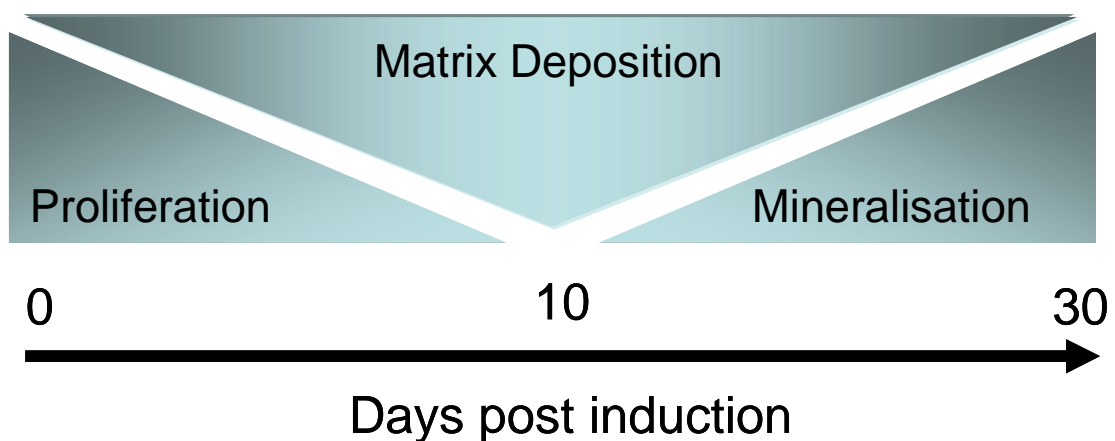 Matrix Deposition
Proliferation
Mineralisation
0
10
30
Days post induction